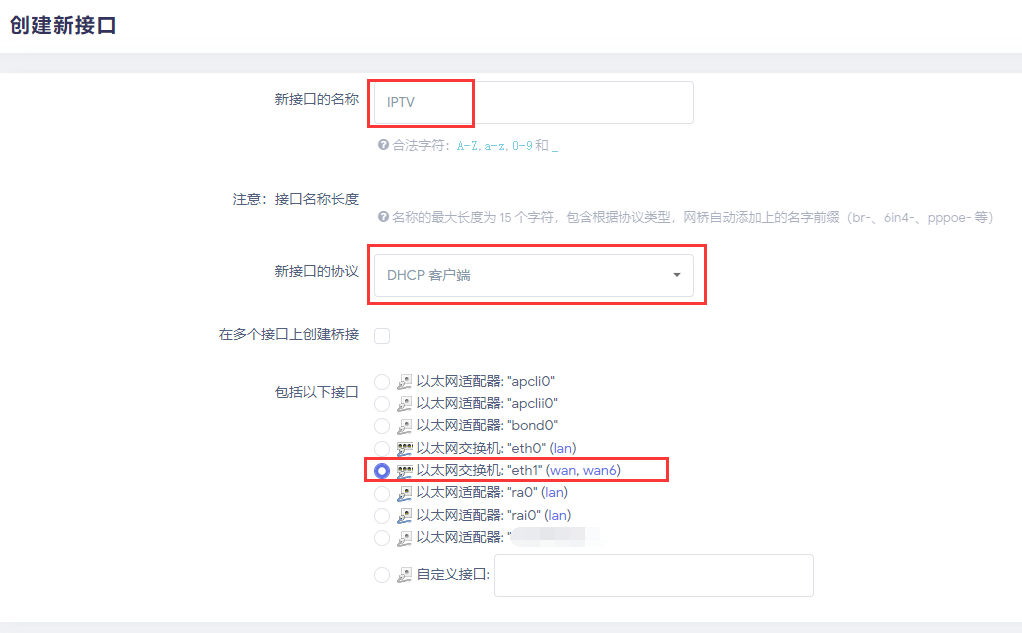 创建新接口
新接口的名称
IPTV
合法字符：A-Z,a-z,0-9 和 _
注意：接口名称长度
名称的最大长度为 15 个字符，包含根据协议类型，网桥自动添加上的名字前缀（br-、6in4-、pppoe- 等）
新接口的协议
DHCP 客户端
在多个接口上创建桥接
包括以下接口
以太网适配器: "apcli0"
以太网适配器: "apclii0"
以太网适配器: "bond0"
以太网交换机: "eth0" (lan)
以太网交换机: "eth1" (wan, wan6)
以太网适配器: "ra0" (lan)
以太网适配器: "rai0" (lan)
以太网适配器: "
自定义接口: